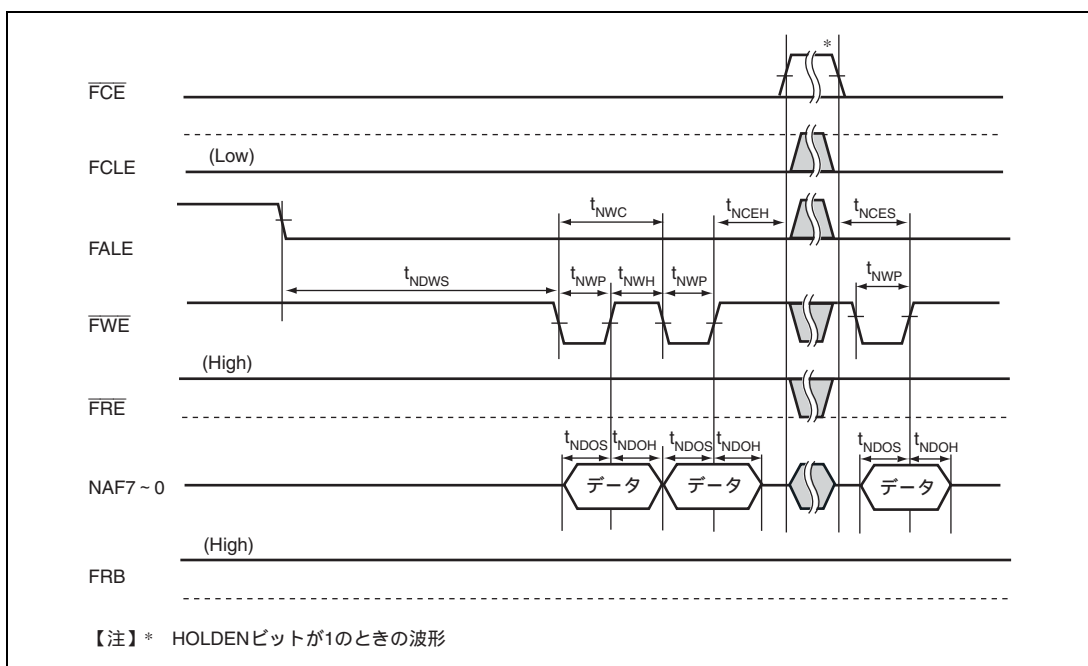 *
FCE
FCLE
(Low)
tNWC
tNCEH
tNCES
FALE
tNDWS
tNWP
tNWH
tNWP
tNWP
FWE
(High)
FRE
tNDOS
tNDOH
tNDOS
tNDOH
tNDOS
tNDOH
NAF7~0
データ
データ
データ
(High)
FRB
【注】* HOLDENビットが1のときの波形